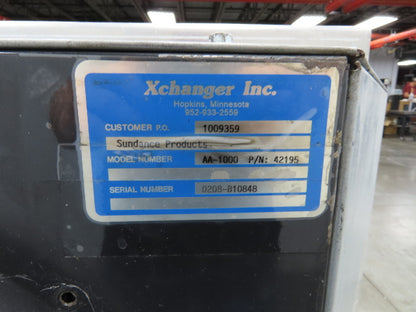 Xchanger Inc.
Hopkins, Minnesota
952-933-2559
CUSTOMER P.O. 1009359
Sundance Products
MODEL NUMBER AA-1000 P/N: 42195
SERIAL NUMBER 0208-B10848